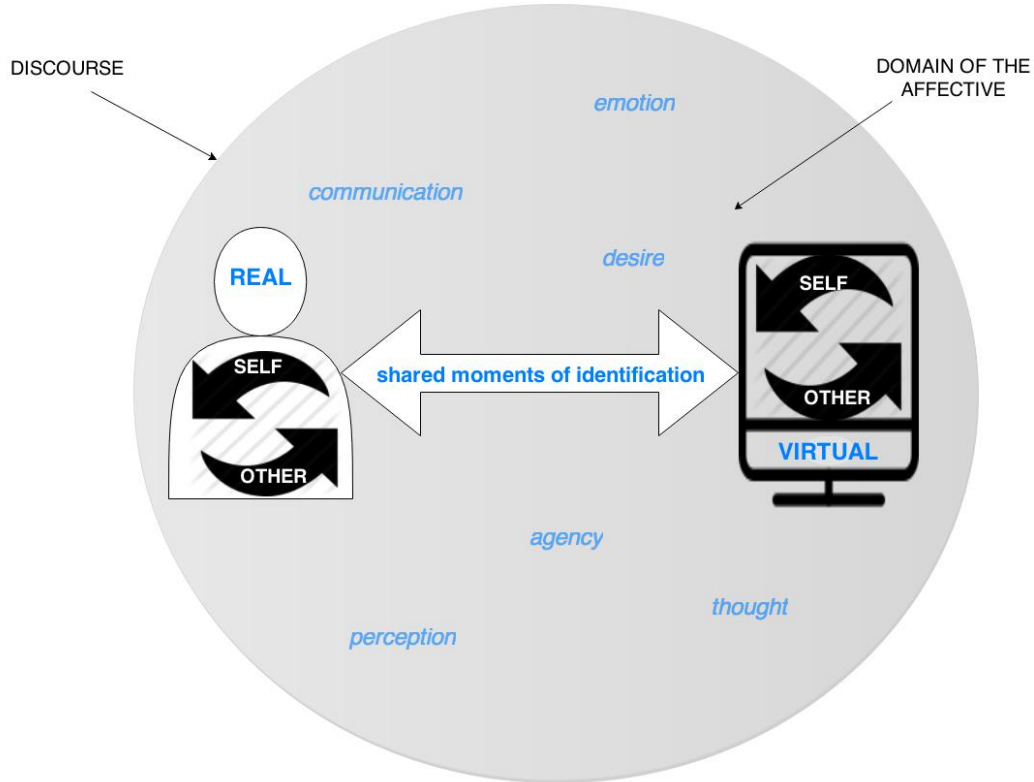 DISCOURSE
DOMAIN OF THE
AFFECTIVE
emotion
communication
desire
REAL
SELF
OTHER
shared moments of identification
SELF
OTHER
VIRTUAL
agency
thought
perception